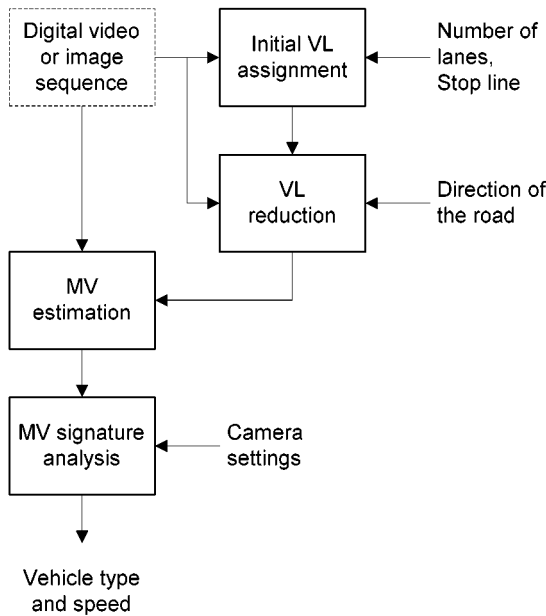 Digital video
or image
sequence
Initial VL
assignment
Number of
lanes,
Stop line
VL
reduction
Direction of
the road
MV
estimation
MV signature
analysis
Camera
settings
Vehicle type
and speed